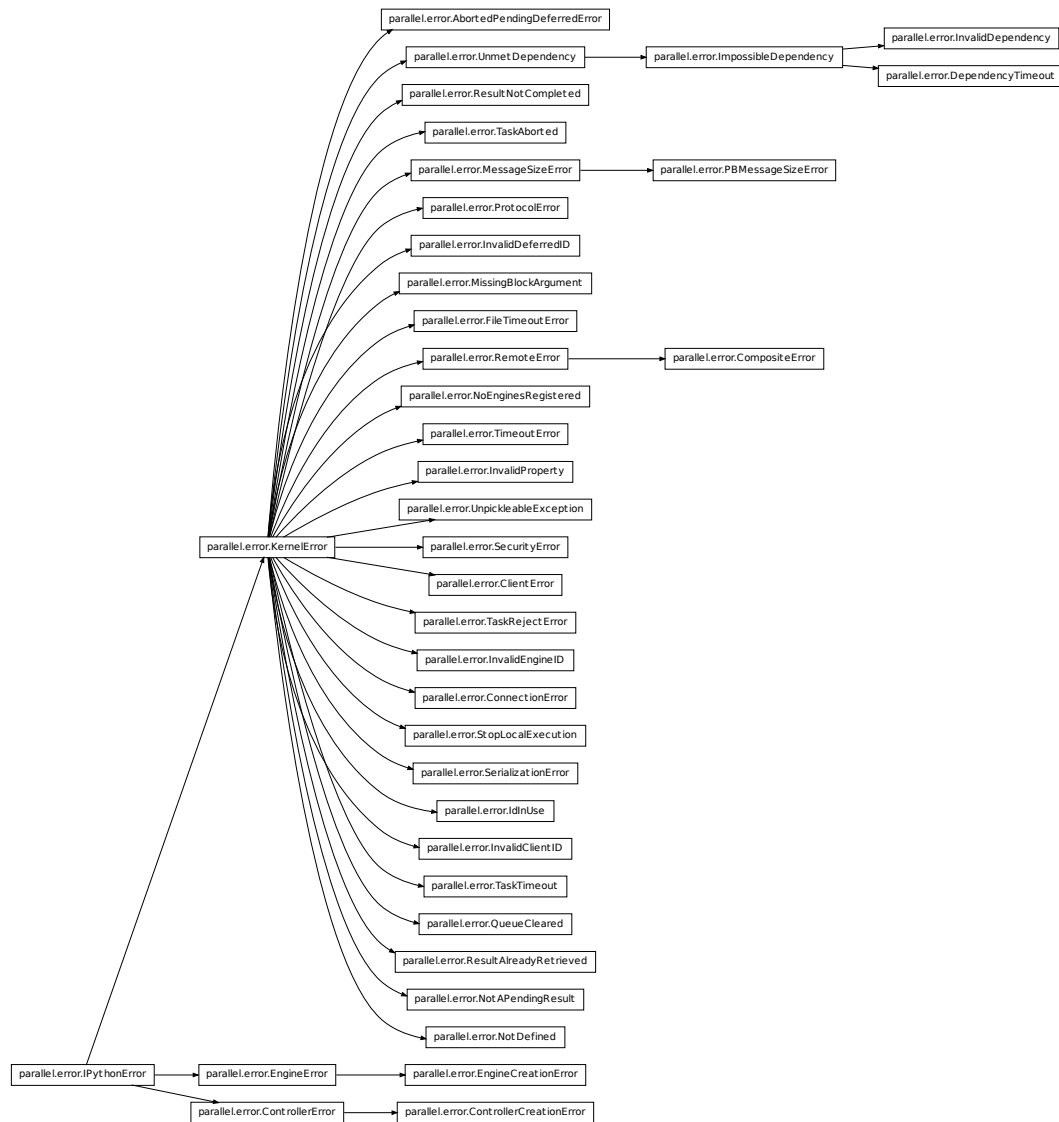 parallel.error.AbortedPendingDeferredError
parallel.error.InvalidDependency
parallel.error.UnmetDependency
parallel.error.ImpossibleDependency
parallel.error.DependencyTimeout
parallel.error.ResultNotCompleted
parallel.error.TaskAborted
parallel.error.MessageSizeError
parallel.error.PBMessageSizeError
parallel.error.ProtocolError
parallel.error.InvalidDeferredID
parallel.error.MissingBlockArgument
parallel.error.FileTimeoutError
parallel.error.RemoteError
parallel.error.CompositeError
parallel.error.NoEnginesRegistered
parallel.error.TimeoutError
parallel.error.InvalidProperty
parallel.error.UnpickleableException
parallel.error.KernelError
parallel.error.SecurityError
parallel.error.ClientError
parallel.error.TaskRejectError
parallel.error.InvalidEngineID
parallel.error.ConnectionError
parallel.error.StopLocalExecution
parallel.error.SerializationError
parallel.error.IdInUse
parallel.error.InvalidClientID
parallel.error.TaskTimeout
parallel.error.QueueCleared
parallel.error.ResultAlreadyRetrieved
parallel.error.NotAPendingResult
parallel.error.NotDefined
parallel.error.IPythonError
parallel.error.EngineError
parallel.error.EngineCreationError
parallel.error.ControllerError
parallel.error.ControllerCreationError